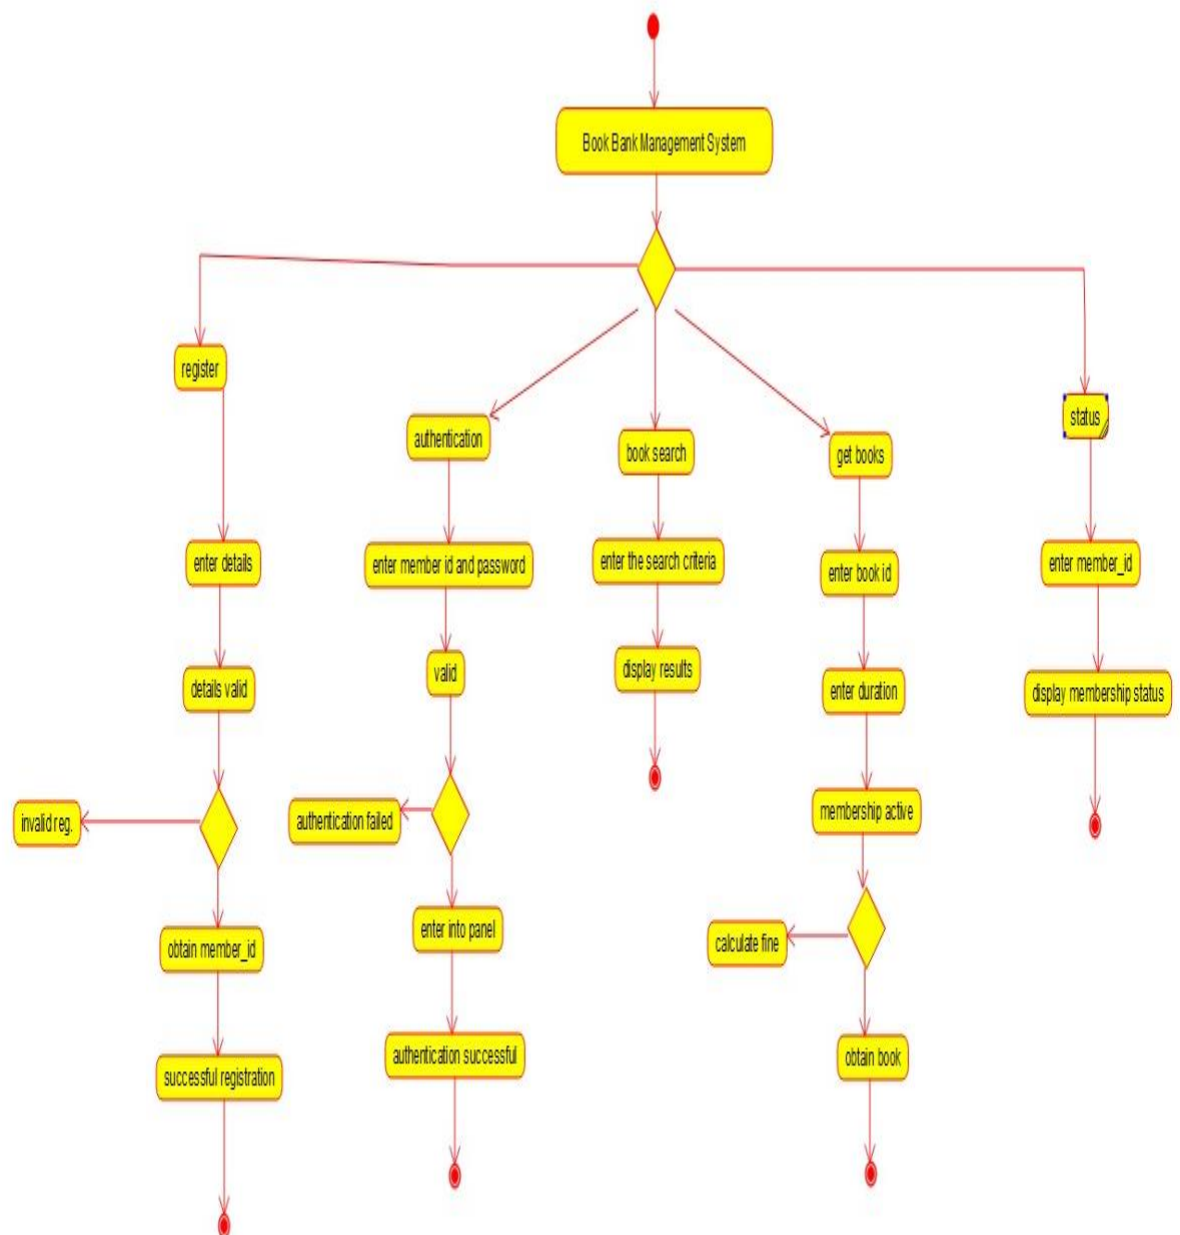 Book Bank Management System
register
authentication
book search
get books
status
enter details
enter member id and password
enter the search criteria
enter book id
enter member_id
details valid
valid
display results
enter duration
display membership status
invalid reg.
authentication failed
membership active
obtain member_id
enter into panel
calculate fine
successful registration
authentication successful
obtain book